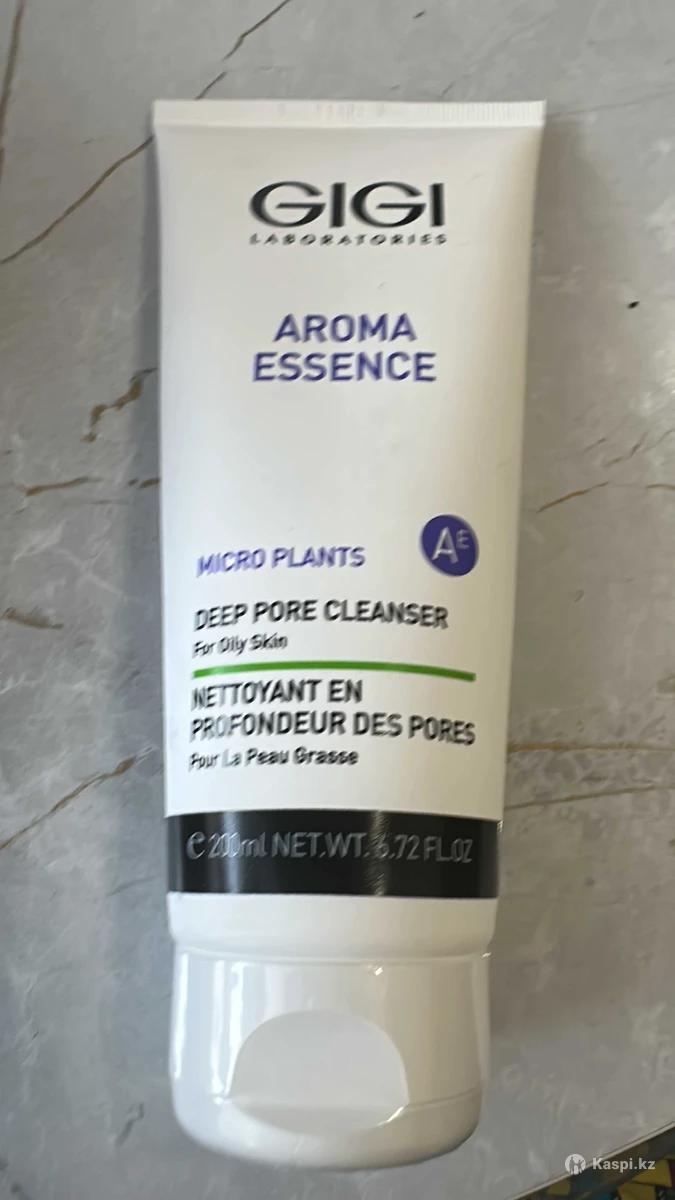 GIGI
LABORATORIES
AROMA
ESSENCE
AE
MICRO PLANTS
DEEP PORE CLEANSER
For Oily Skin
NETTOYANT EN
PROFONDEUR DES PORES
Pour La Peau Grasse
e 200ml NET.WT. 6.72 FL.OZ
Kaspi.kz